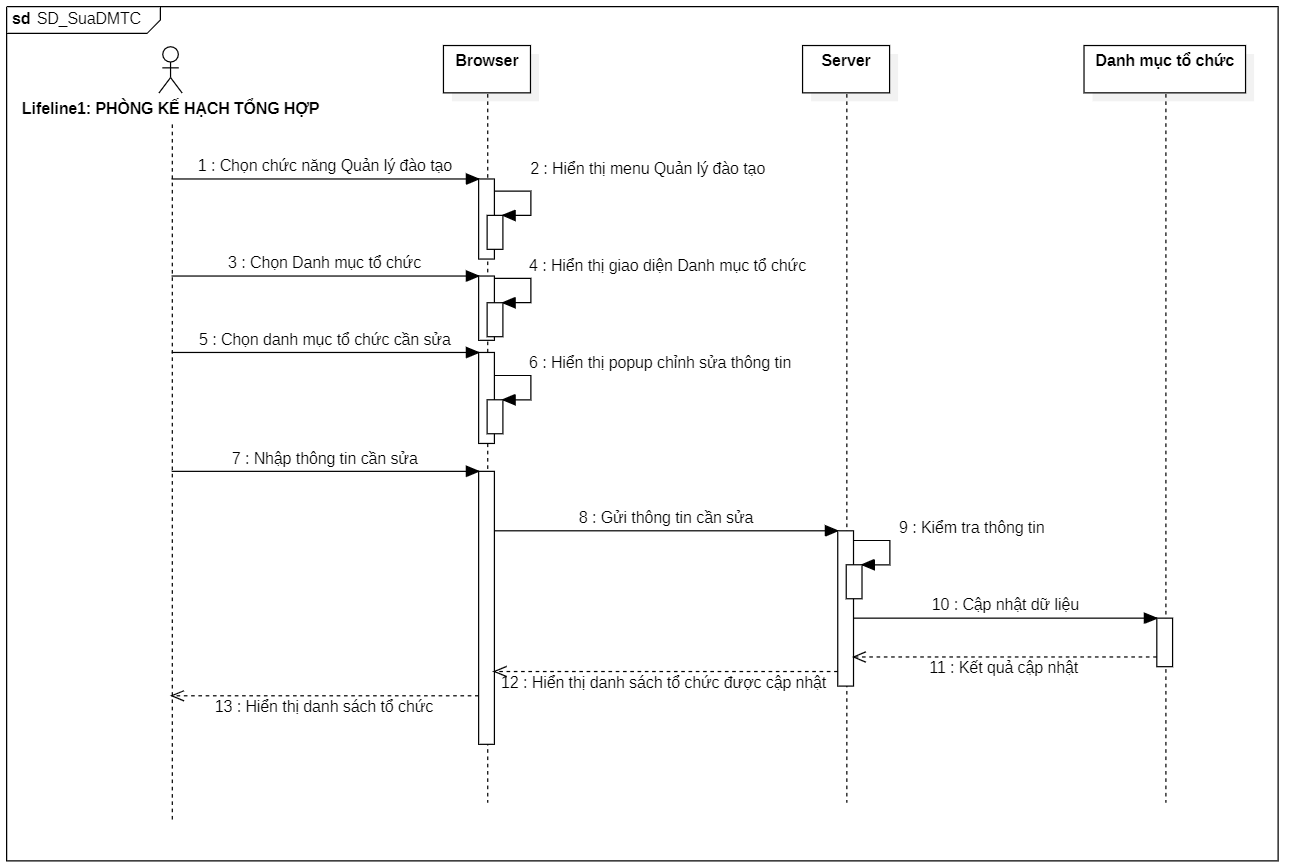 sd SD_SuaDMTC
Browser
Server
Danh mục tổ chức
Lifeline1: PHÒNG KẾ HẠCH TỔNG HỢP
1 : Chọn chức năng Quản lý đào tạo
2 : Hiển thị menu Quản lý đào tạo
3 : Chọn Danh mục tổ chức
4 : Hiển thị giao diện Danh mục tổ chức
5 : Chọn danh mục tổ chức cần sửa
6 : Hiển thị popup chỉnh sửa thông tin
7 : Nhập thông tin cần sửa
8 : Gửi thông tin cần sửa
9 : Kiểm tra thông tin
10 : Cập nhật dữ liệu
11 : Kết quả cập nhật
12 : Hiển thị danh sách tổ chức được cập nhật
13 : Hiển thị danh sách tổ chức